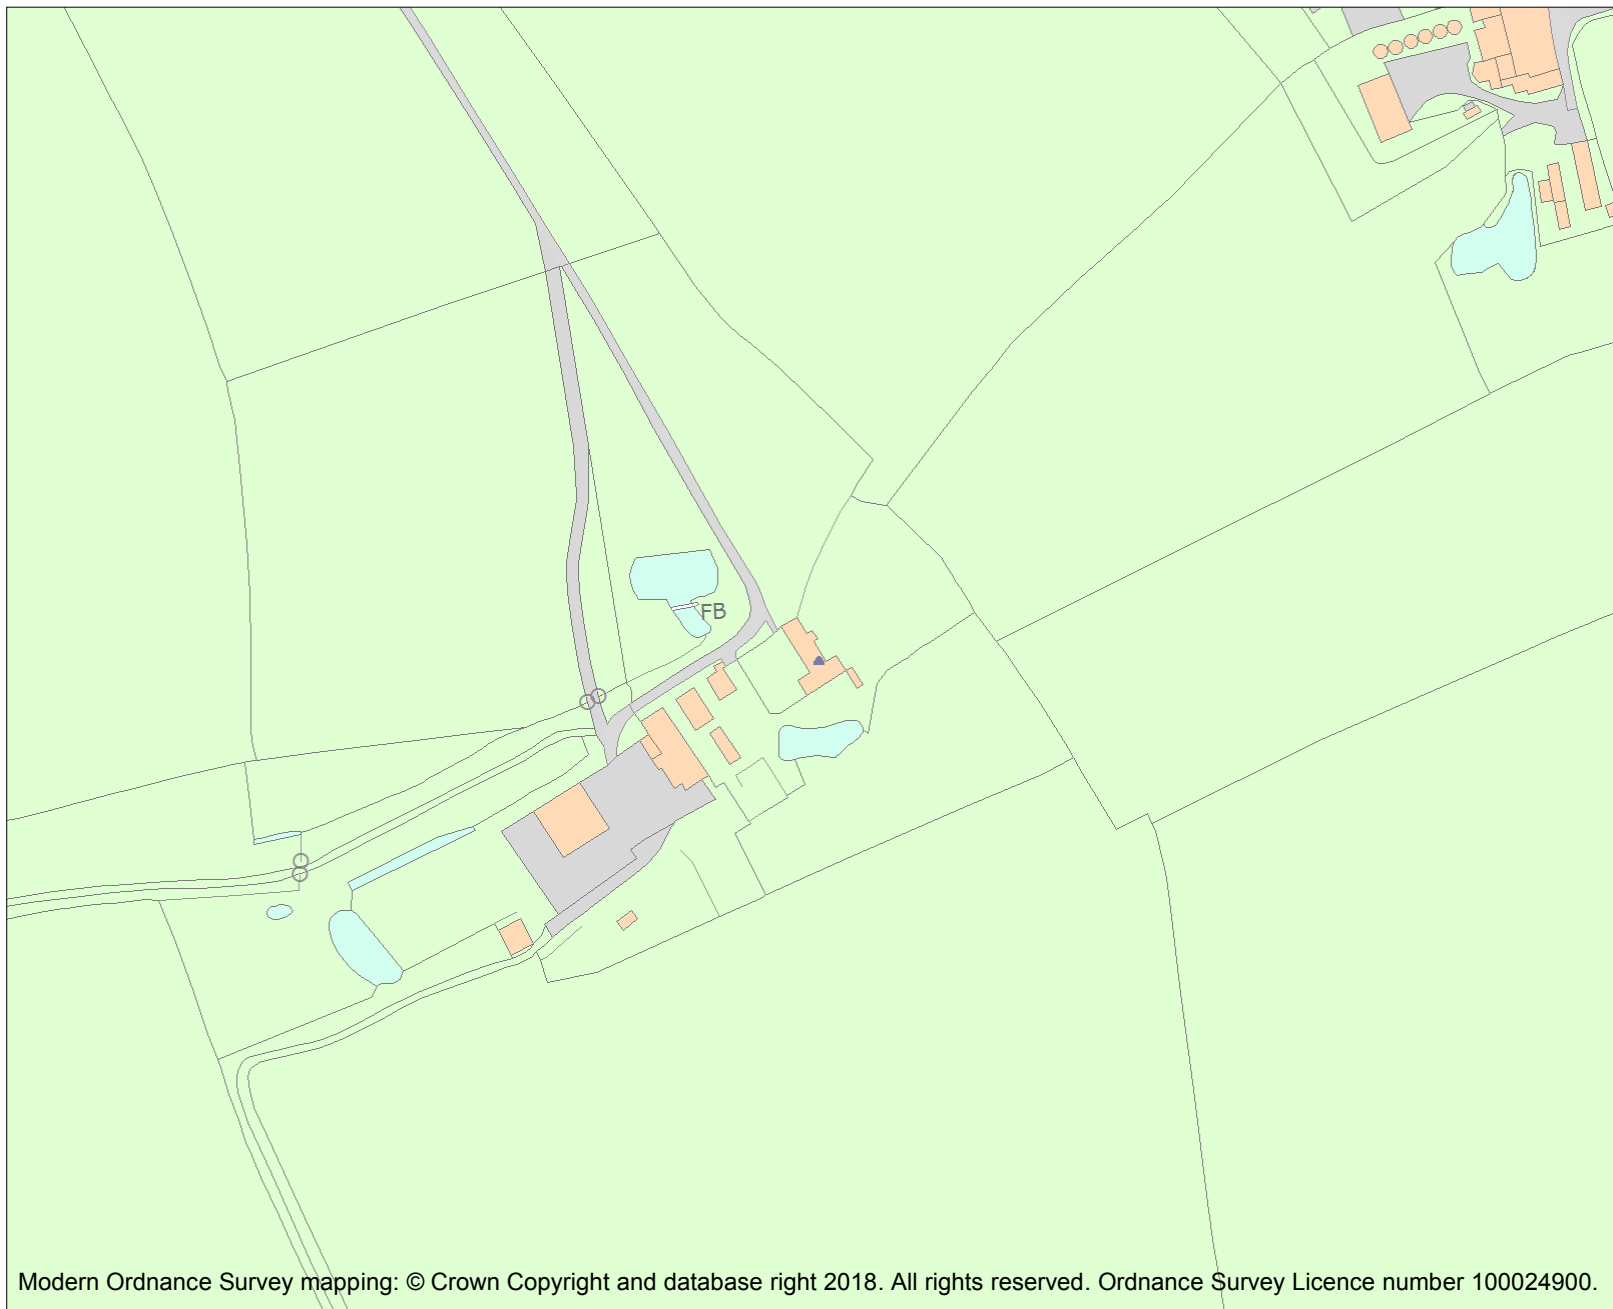 FB
Modern Ordnance Survey mapping: © Crown Copyright and database right 2018. All rights reserved. Ordnance Survey Licence number 100024900.